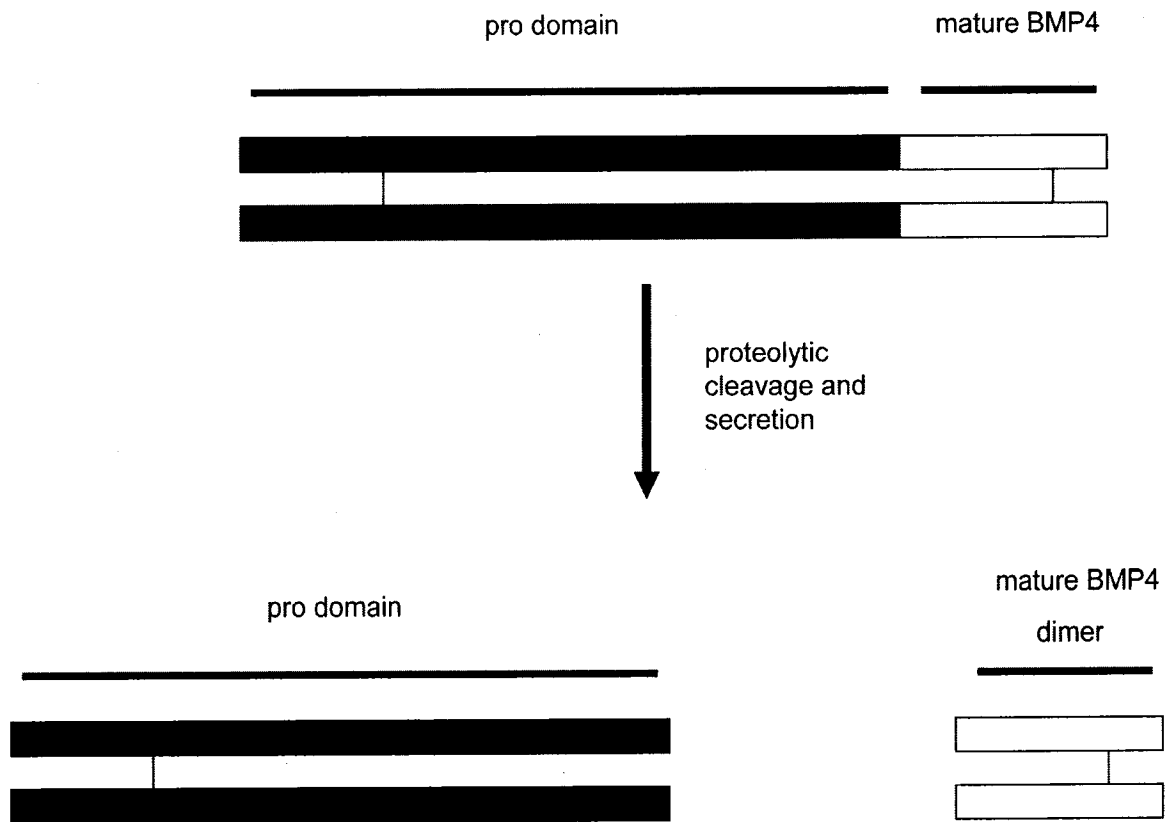 pro domain
mature BMP4
proteolytic
cleavage and
secretion
pro domain
mature BMP4
dimer